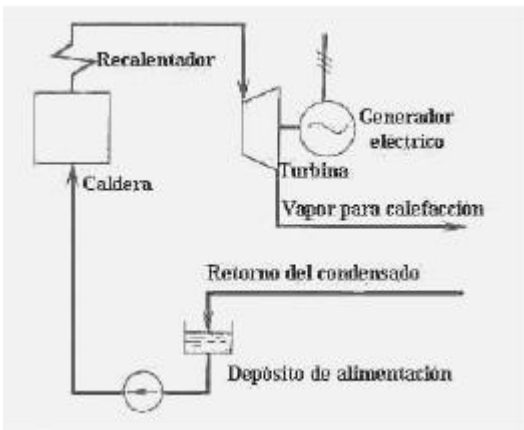 Recalentador
Generador
eléctrico
Turbina
Caldera
Vapor para calefacción
Retorno del condensado
Depósito de alimentación